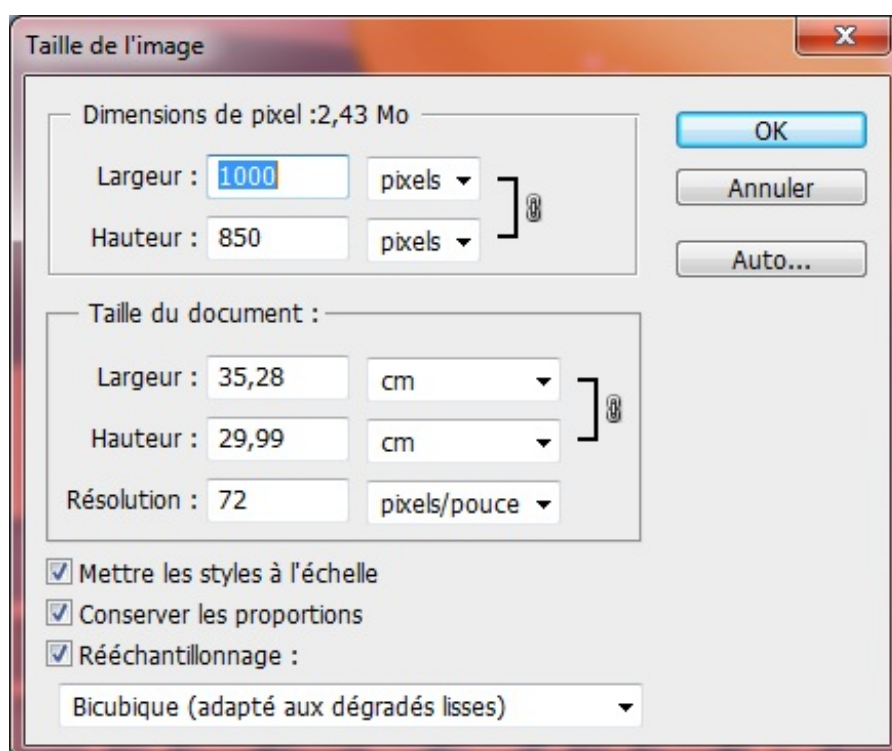 Taille de l'image
Dimensions de pixel :2,43 Mo
Largeur : 1000 pixels
Hauteur : 850 pixels
OK
Annuler
Auto...
Taille du document :
Largeur : 35,28 cm
Hauteur : 29,99 cm
Résolution : 72 pixels/pouce
Mettre les styles à l'échelle
Conserver les proportions
Rééchantillonnage :
Bicubique (adapté aux dégradés lisses)